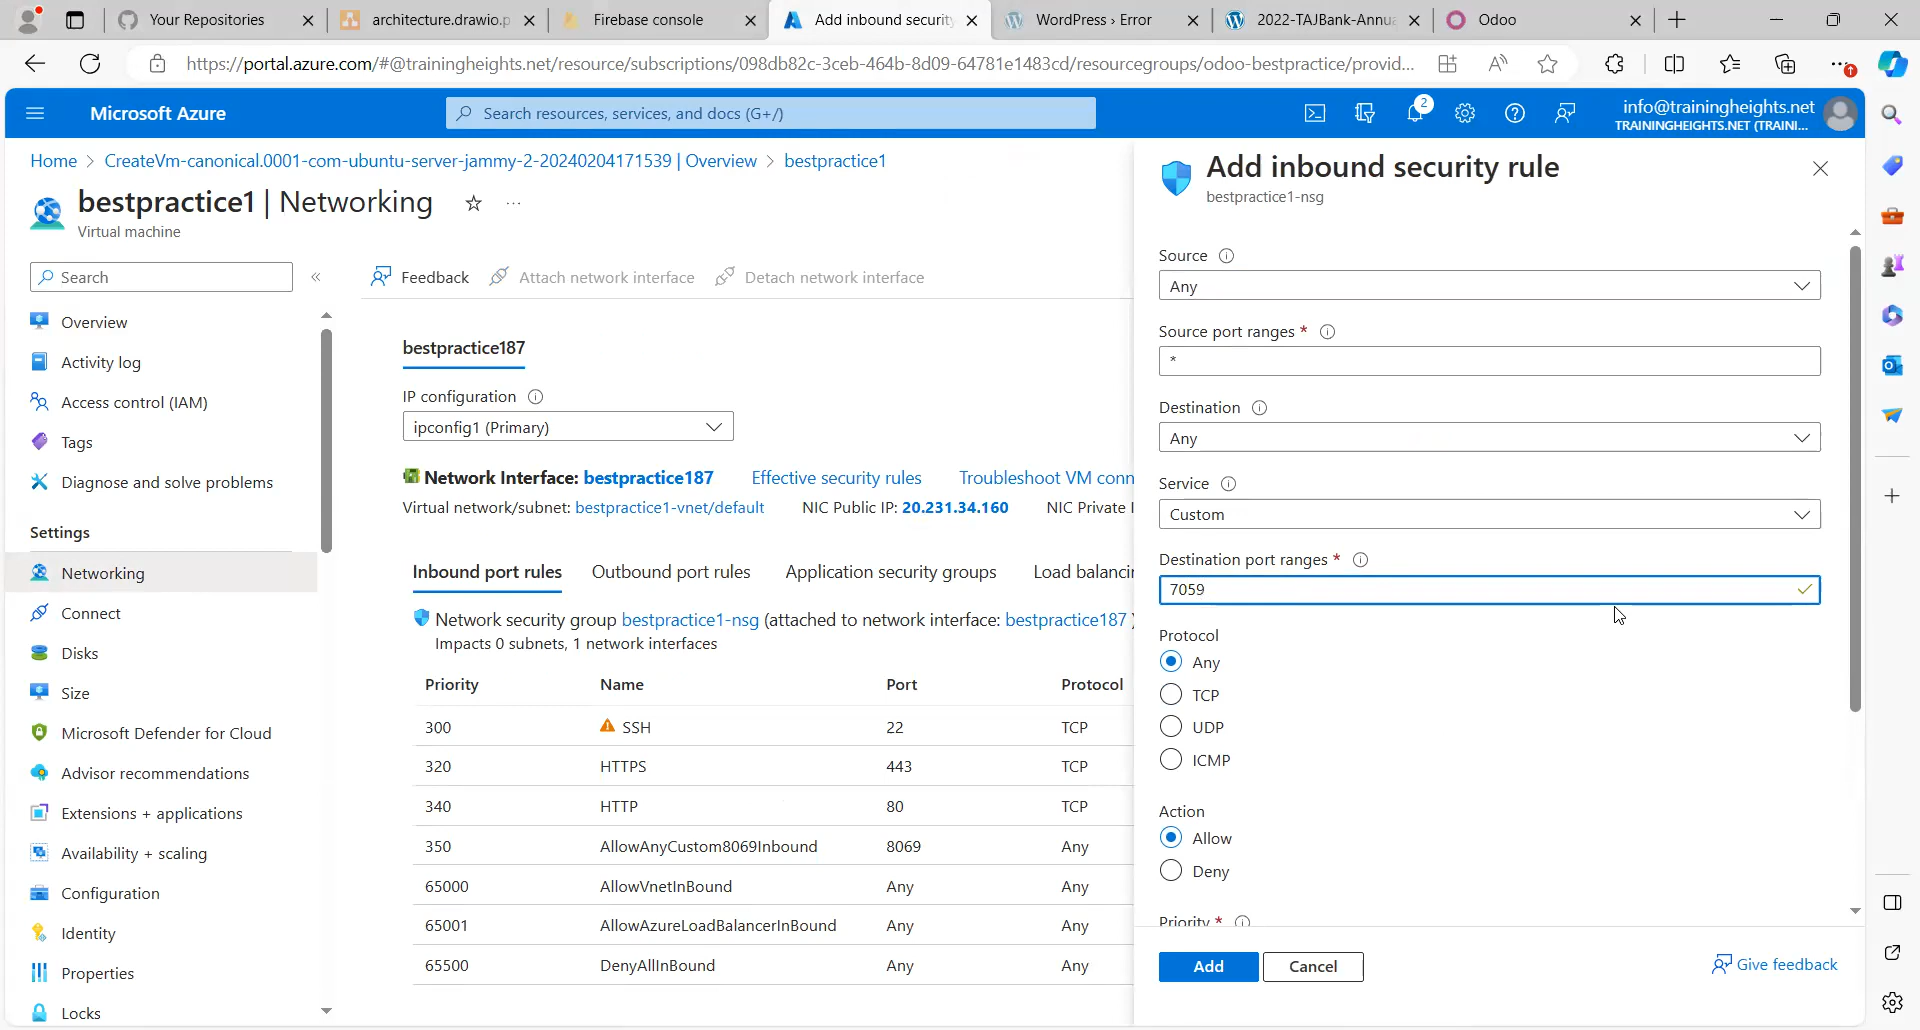 Your Repositories
architecture.drawio.p
Firebase console
Add inbound security
WordPress › Error
2022-TAJBank-Annua
Odoo
https://portal.azure.com/#@trainingheights.net/resource/subscriptions/098db82c-3ceb-464b-8d09-64781e1483cd/resourcegroups/odoo-bestpractice/provid...
Microsoft Azure
Search resources, services, and docs (G+/)
2
info@trainingheights.net
TRAININGHEIGHTS.NET (TRAINI...
Home > CreateVm-canonical.0001-com-ubuntu-server-jammy-2-20240204171539 | Overview > bestpractice1
bestpractice1 | Networking
Virtual machine
Search
Overview
Activity log
Access control (IAM)
Tags
Diagnose and solve problems
Settings
Networking
Connect
Disks
Size
Microsoft Defender for Cloud
Advisor recommendations
Extensions + applications
Availability + scaling
Configuration
Identity
Properties
Locks
Feedback
Attach network interface
Detach network interface
bestpractice187
IP configuration
ipconfig1 (Primary)
Network Interface: bestpractice187 Effective security rules Troubleshoot VM conn
Virtual network/subnet: bestpractice1-vnet/default NIC Public IP: 20.231.34.160 NIC Private I
Inbound port rules Outbound port rules Application security groups Load balancin
Network security group bestpractice1-nsg (attached to network interface: bestpractice187 )
Impacts 0 subnets, 1 network interfaces
Priority Name Port Protocol
300 SSH 22 TCP
320 HTTPS 443 TCP
340 HTTP 80 TCP
350 AllowAnyCustom8069Inbound 8069 Any
65000 AllowVnetInBound Any Any
65001 AllowAzureLoadBalancerInBound Any Any
65500 DenyAllInBound Any Any
Add inbound security rule
bestpractice1-nsg
Source
Any
Source port ranges *
*
Destination
Any
Service
Custom
Destination port ranges *
7059
Protocol
Any
TCP
UDP
ICMP
Action
Allow
Deny
Priority *
Add
Cancel
Give feedback